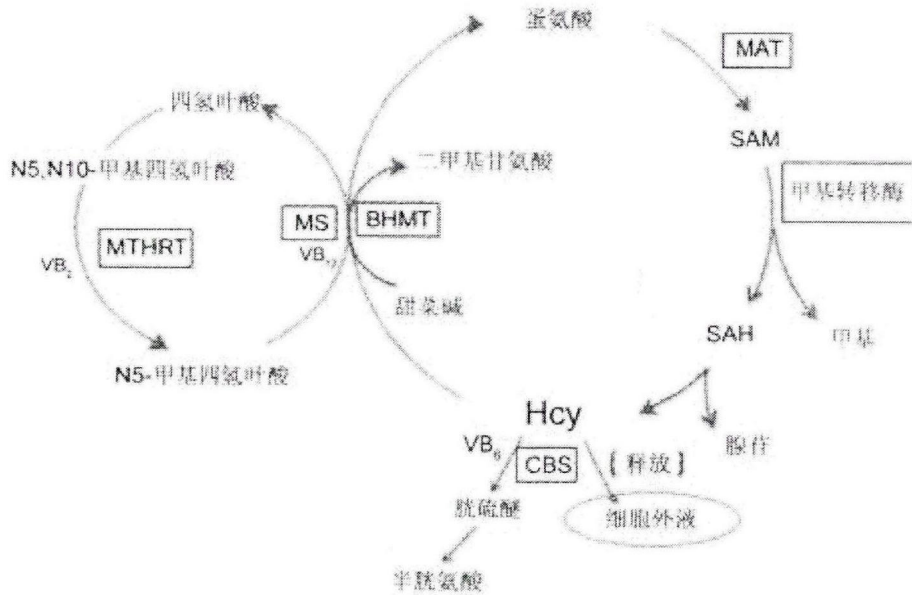 蛋氨酸
MAT
四氢叶酸
SAM
N5,N10-甲基四氢叶酸
二甲基甘氨酸
甲基转移酶
MS
BHMT
MTHRT
VB₁₂
VB₂
甜菜碱
SAH
甲基
N5-甲基四氢叶酸
Hcy
VB₆
CBS
[释放]
腺苷
胱硫醚
细胞外液
半胱氨酸